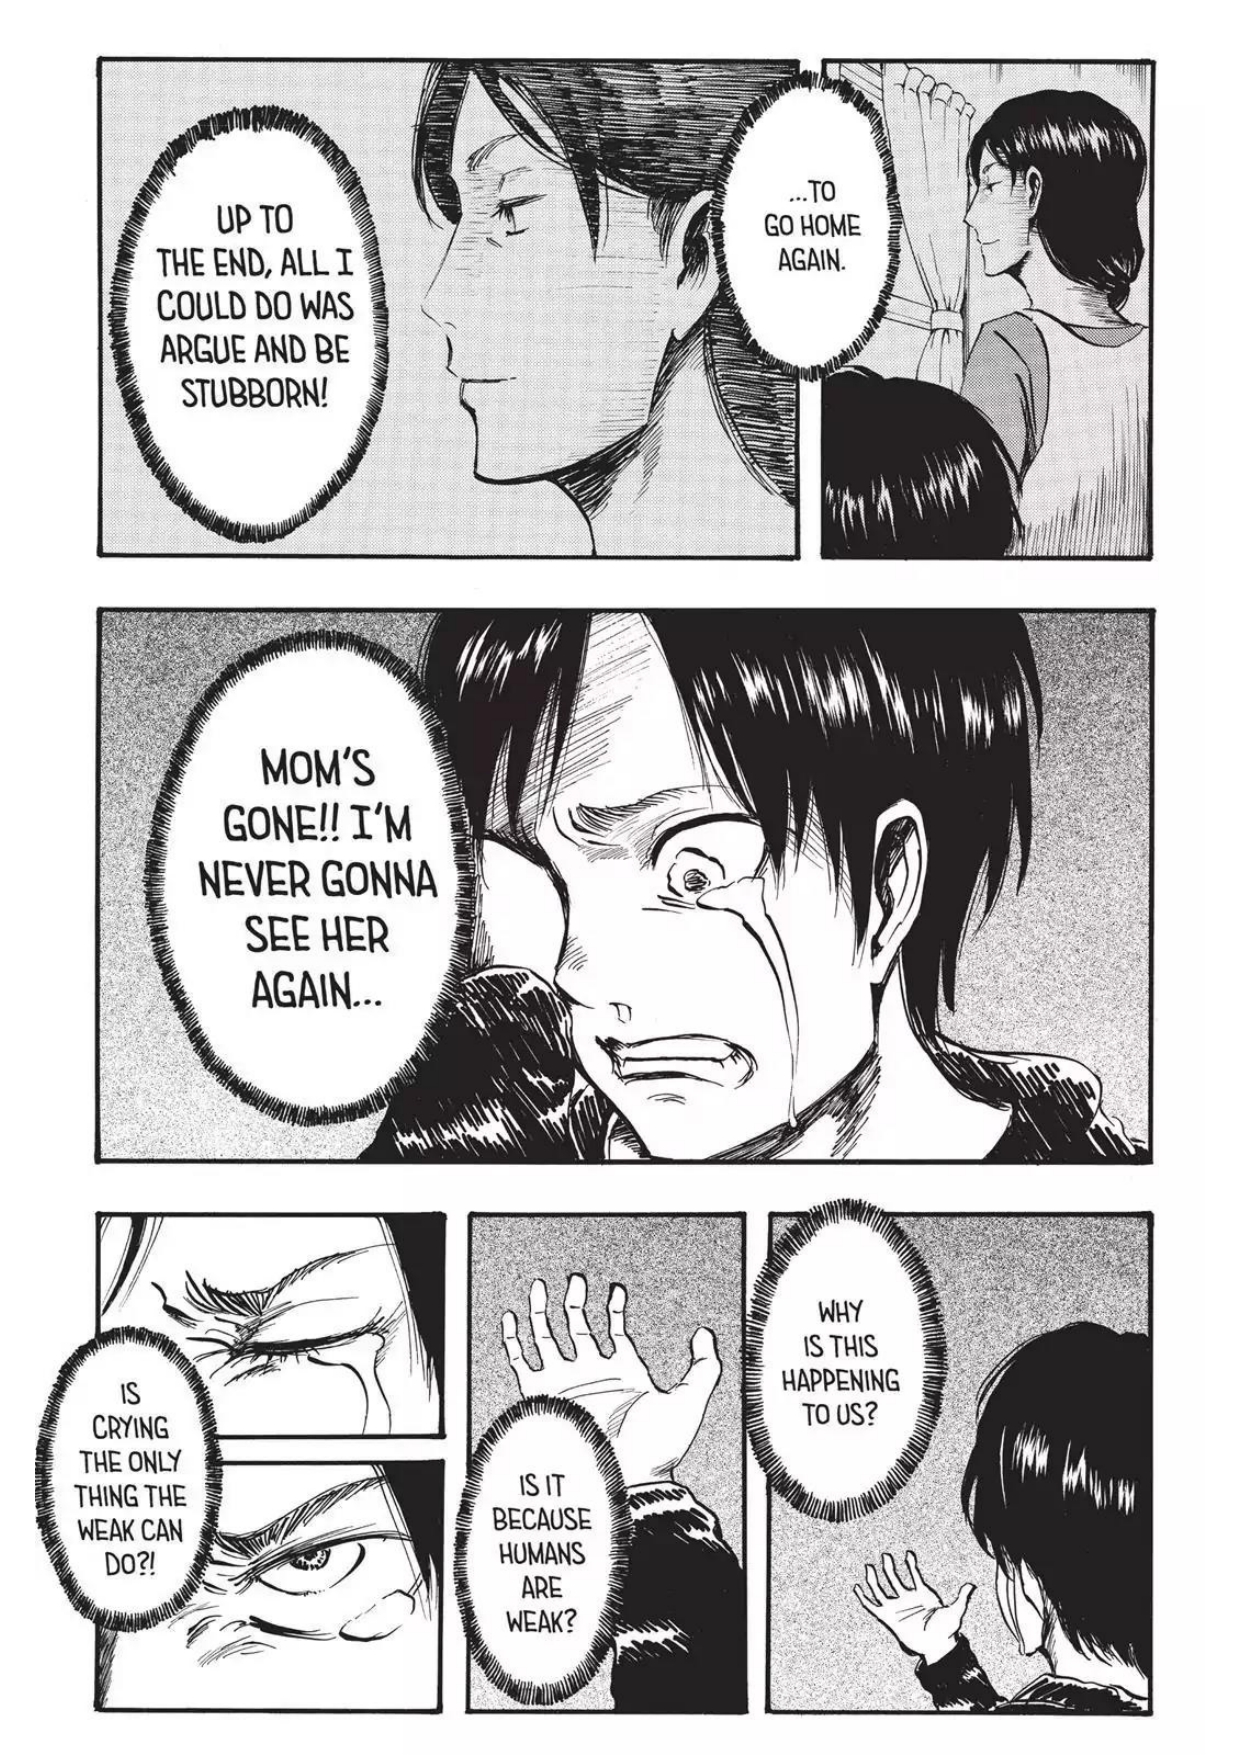 ...TO
GO HOME
AGAIN.
UP TO
THE END, ALL I
COULD DO WAS
ARGUE AND BE
STUBBORN!
MOM'S
GONE!! I'M
NEVER GONNA
SEE HER
AGAIN...
WHY
IS THIS
HAPPENING
TO US?
IS IT
BECAUSE
HUMANS
ARE
WEAK?
IS
CRYING
THE ONLY
THING THE
WEAK CAN
DO?!